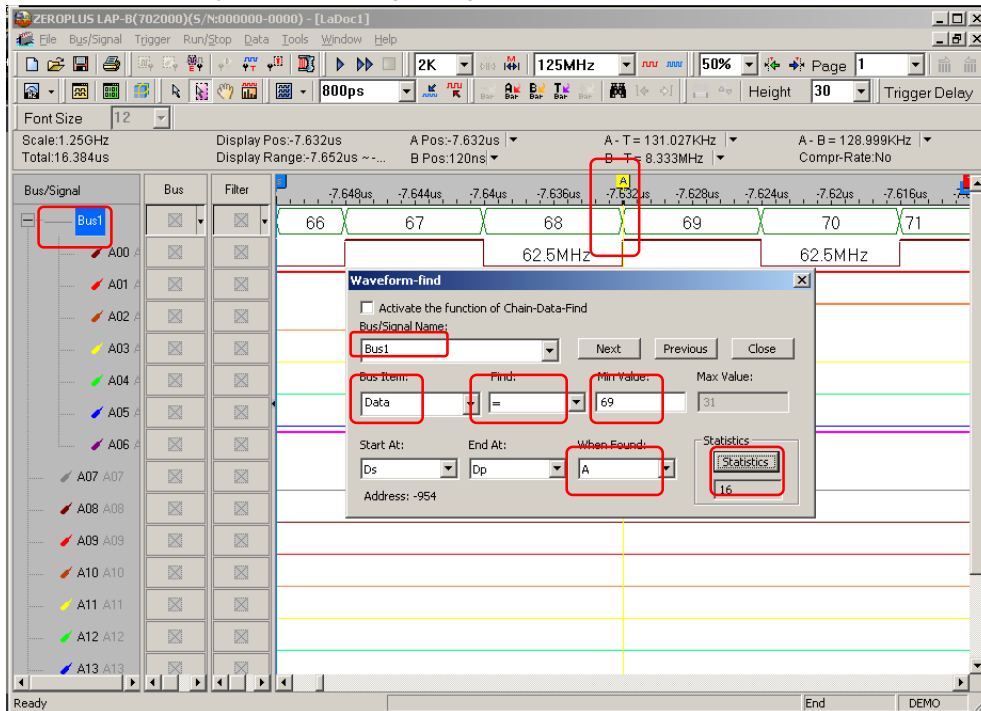 ZEROPLUS LAP-B(702000)(S/N:000000-0000) - [LaDoc1]
File Bus/Signal Trigger Run/Stop Data Tools Window Help
2K 125MHz 50% Page 1
800ps Bar Bar Bar Bar Bar Height 30 Trigger Delay
Font Size 12
Scale:1.25GHz Display Pos:-7.632us A Pos:-7.632us A - T = 131.027KHz A - B = 128.999KHz
Total:16.384us Display Range:-7.652us ~-... B Pos:120ns B - T = 8.333MHz Compr-Rate:No
Bus/Signal Bus Filter -7.648us -7.644us -7.64us -7.636us -7.632us -7.628us -7.624us -7.62us -7.616us
A
Bus1 66 67 68 69 70 71
A00 62.5MHz 62.5MHz
A01
A02
A03
A04
A05
A06
A07 A07
A08 A08
A09 A09
A10 A10
A11 A11
A12 A12
A13 A13
Waveform-find
Activate the function of Chain-Data-Find
Bus/Signal Name:
Bus1 Next Previous Close
Bus Item: Find: Min Value: Max Value:
Data = 69 31
Start At: End At: When Found: Statistics
Ds Dp A Statistics
Address: -954 16
Ready End DEMO